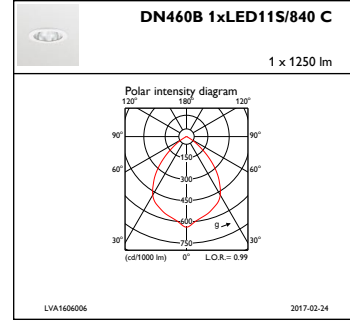 DN460B 1xLED11S/840 C
1 x 1250 lm
Polar intensity diagram
120° 180° 120°
90° 90°
150
300
60° 60°
450
600
g
750
30° 30°
(cd/1000 lm) 0° L.O.R.= 0.99
LVA1606006 2017-02-24